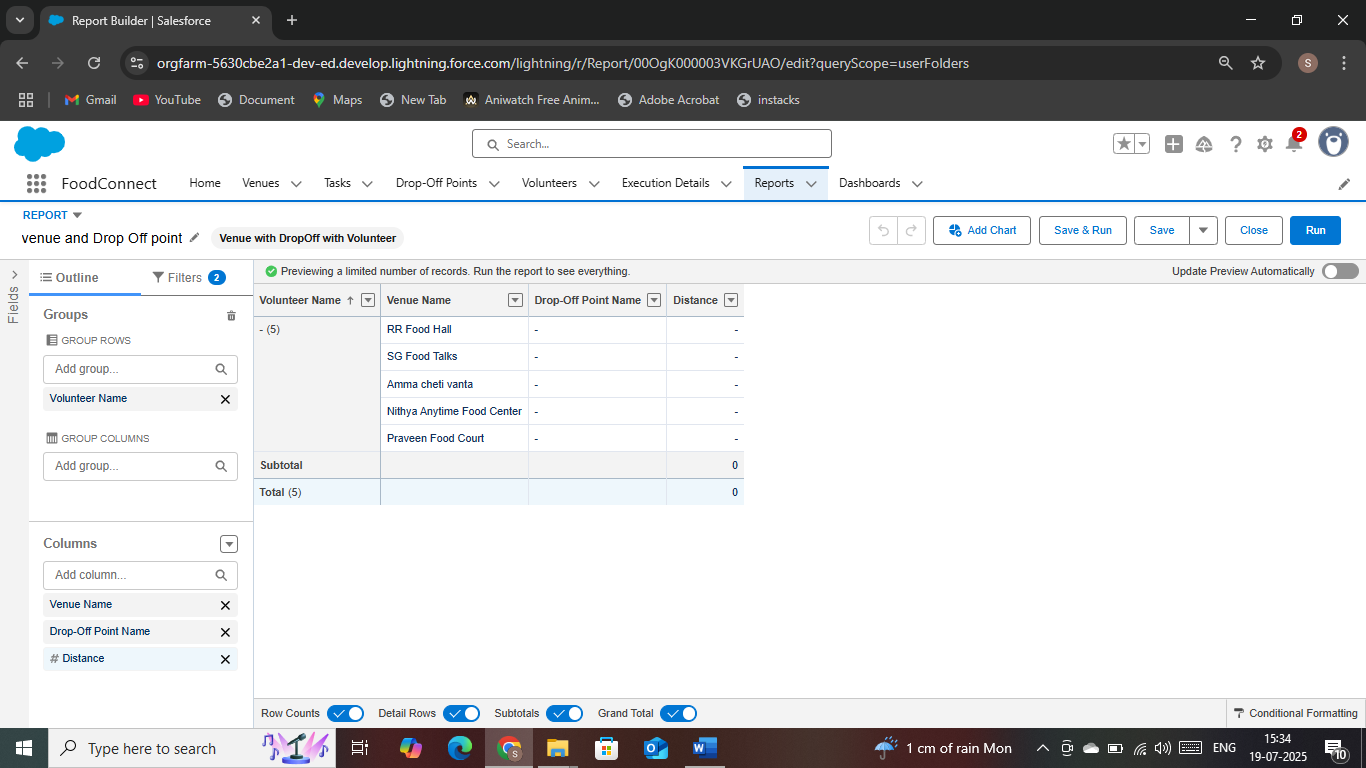 Report Builder | Salesforce
orgfarm-5630cbe2a1-dev-ed.develop.lightning.force.com/lightning/r/Report/00OgK000003VKGrUAO/edit?queryScope=userFolders
S
Gmail YouTube Document Maps New Tab Aniwatch Free Anim... Adobe Acrobat instacks
Search...
2
FoodConnect Home Venues Tasks Drop-Off Points Volunteers Execution Details Reports Dashboards
REPORT
venue and Drop Off point Venue with DropOff with Volunteer
Add Chart Save & Run Save Close Run
Fields
Outline Filters 2
Previewing a limited number of records. Run the report to see everything. Update Preview Automatically
Groups
GROUP ROWS
Add group...
Volunteer Name
GROUP COLUMNS
Add group...
Columns
Add column...
Venue Name
Drop-Off Point Name
# Distance
Volunteer Name Venue Name Drop-Off Point Name Distance
- (5) RR Food Hall - -
SG Food Talks - -
Amma cheti vanta - -
Nithya Anytime Food Center - -
Praveen Food Court - -
Subtotal 0
Total (5) 0
Row Counts Detail Rows Subtotals Grand Total Conditional Formatting
Type here to search
1 cm of rain Mon
ENG
15:34
19-07-2025
10